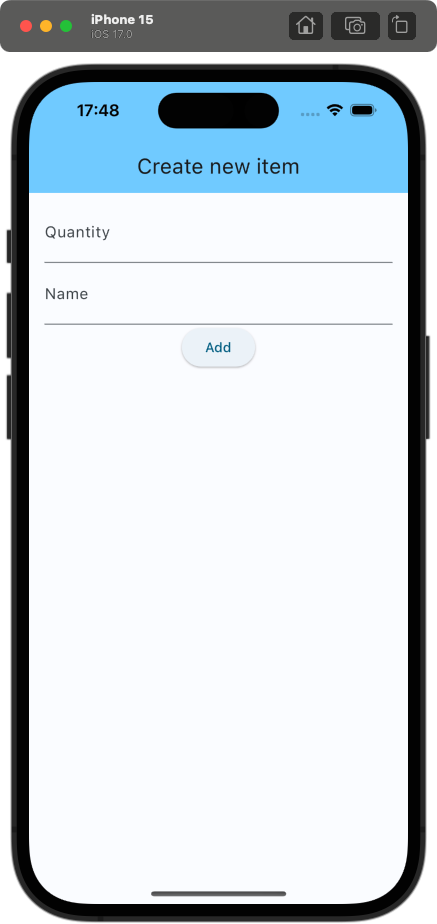 iPhone 15
iOS 17.0
17:48
Create new item
Quantity
Name
Add